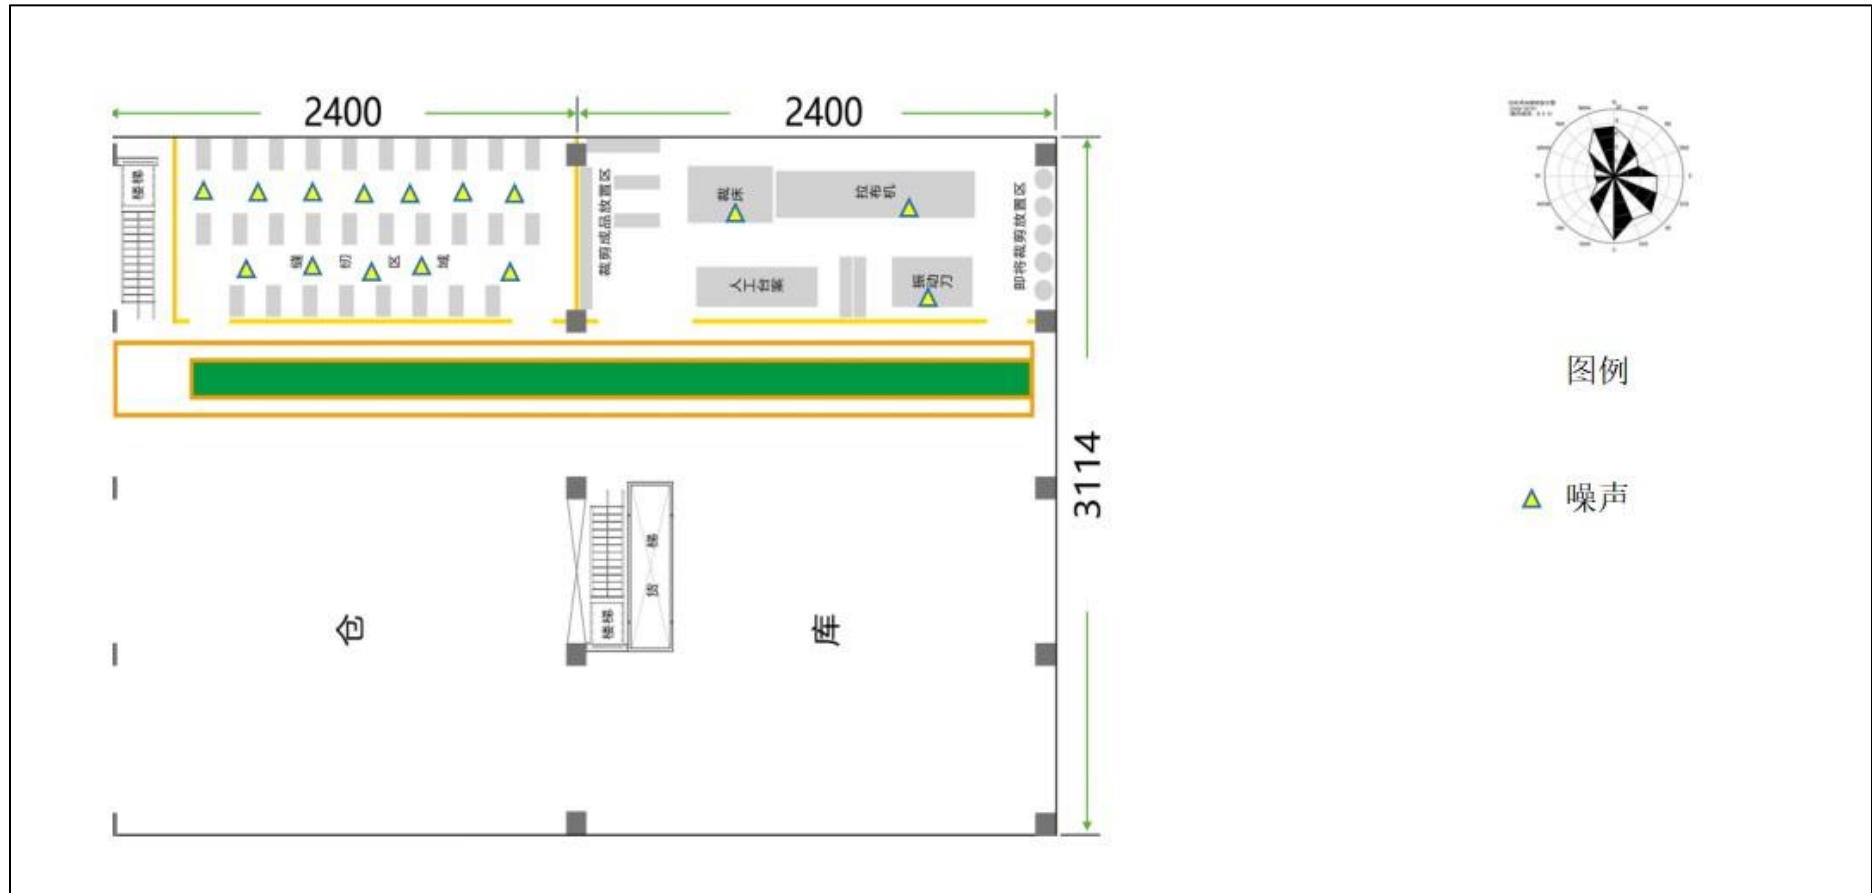 2400
2400
楼梯
缝纫区域
裁剪成品放置区
裁床
拉布机
人工台案
振动刀
即将裁剪放置区
3114
图例
噪声
楼梯
货梯
仓库